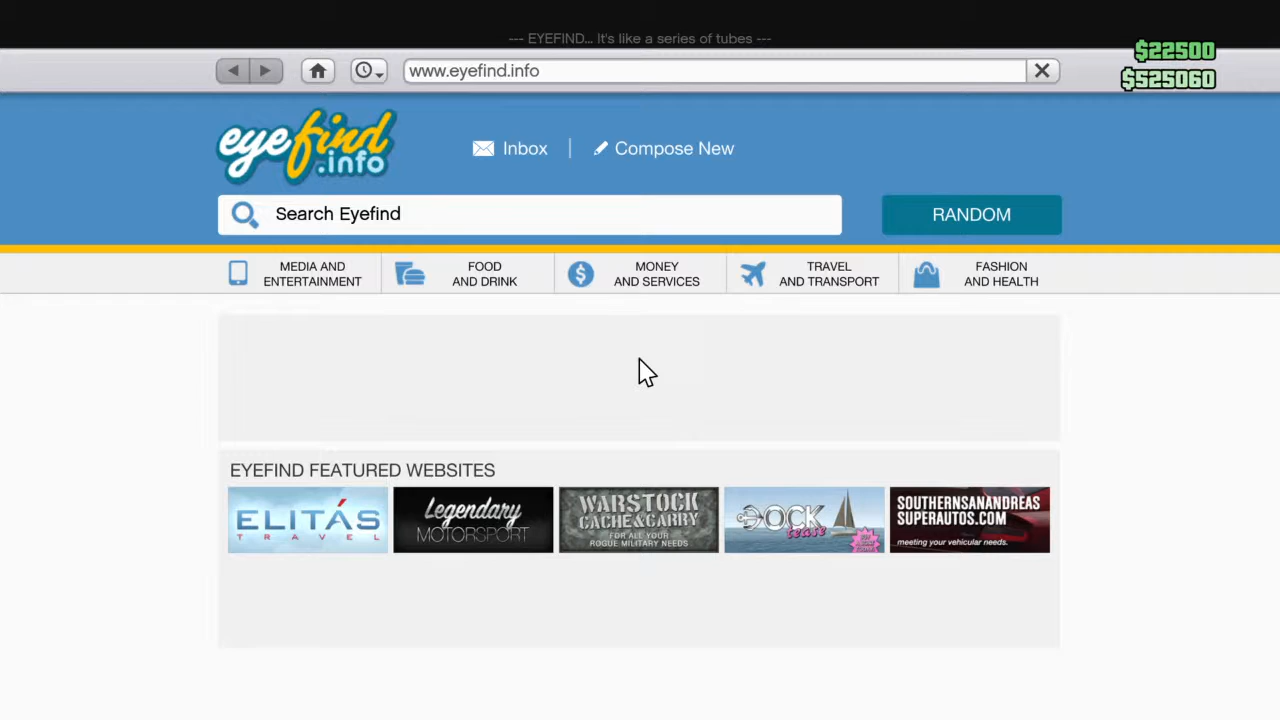 --- EYEFIND... It's like a series of tubes ---
$22500
www.eyefind.info
$525060
eyefind
.info
Inbox
Compose New
Search Eyefind
RANDOM
MEDIA AND
ENTERTAINMENT
FOOD
AND DRINK
MONEY
AND SERVICES
TRAVEL
AND TRANSPORT
FASHION
AND HEALTH
EYEFIND FEATURED WEBSITES
ELITÁS
TRAVEL
Legendary
MOTORSPORT
WARSTOCK
CACHE&CARRY
FOR ALL YOUR
ROGUE MILITARY NEEDS
DOCK
tease
SOUTHERNSANANDREAS
SUPERAUTOS.COM
meeting your vehicular needs.